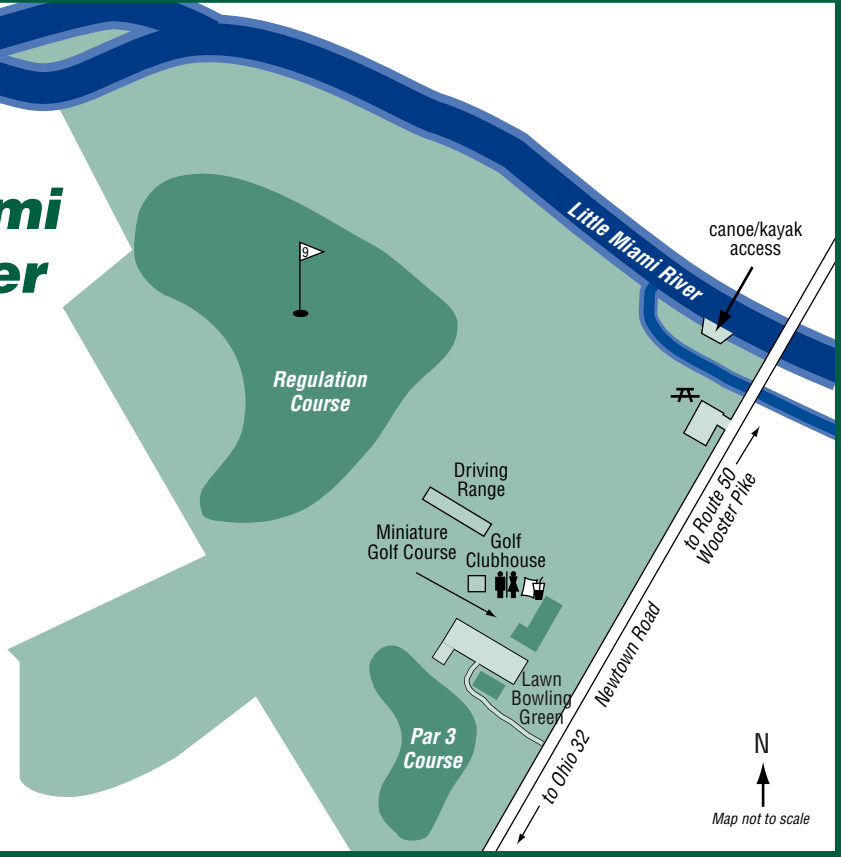 mi
er
Little Miami River
canoe/kayak
access
9
Regulation
Course
Driving
Range
Miniature
Golf Course
Golf
Clubhouse
to Route 50
Wooster Pike
Newtown Road
Lawn
Bowling
Green
Par 3
Course
to Ohio 32
N
Map not to scale